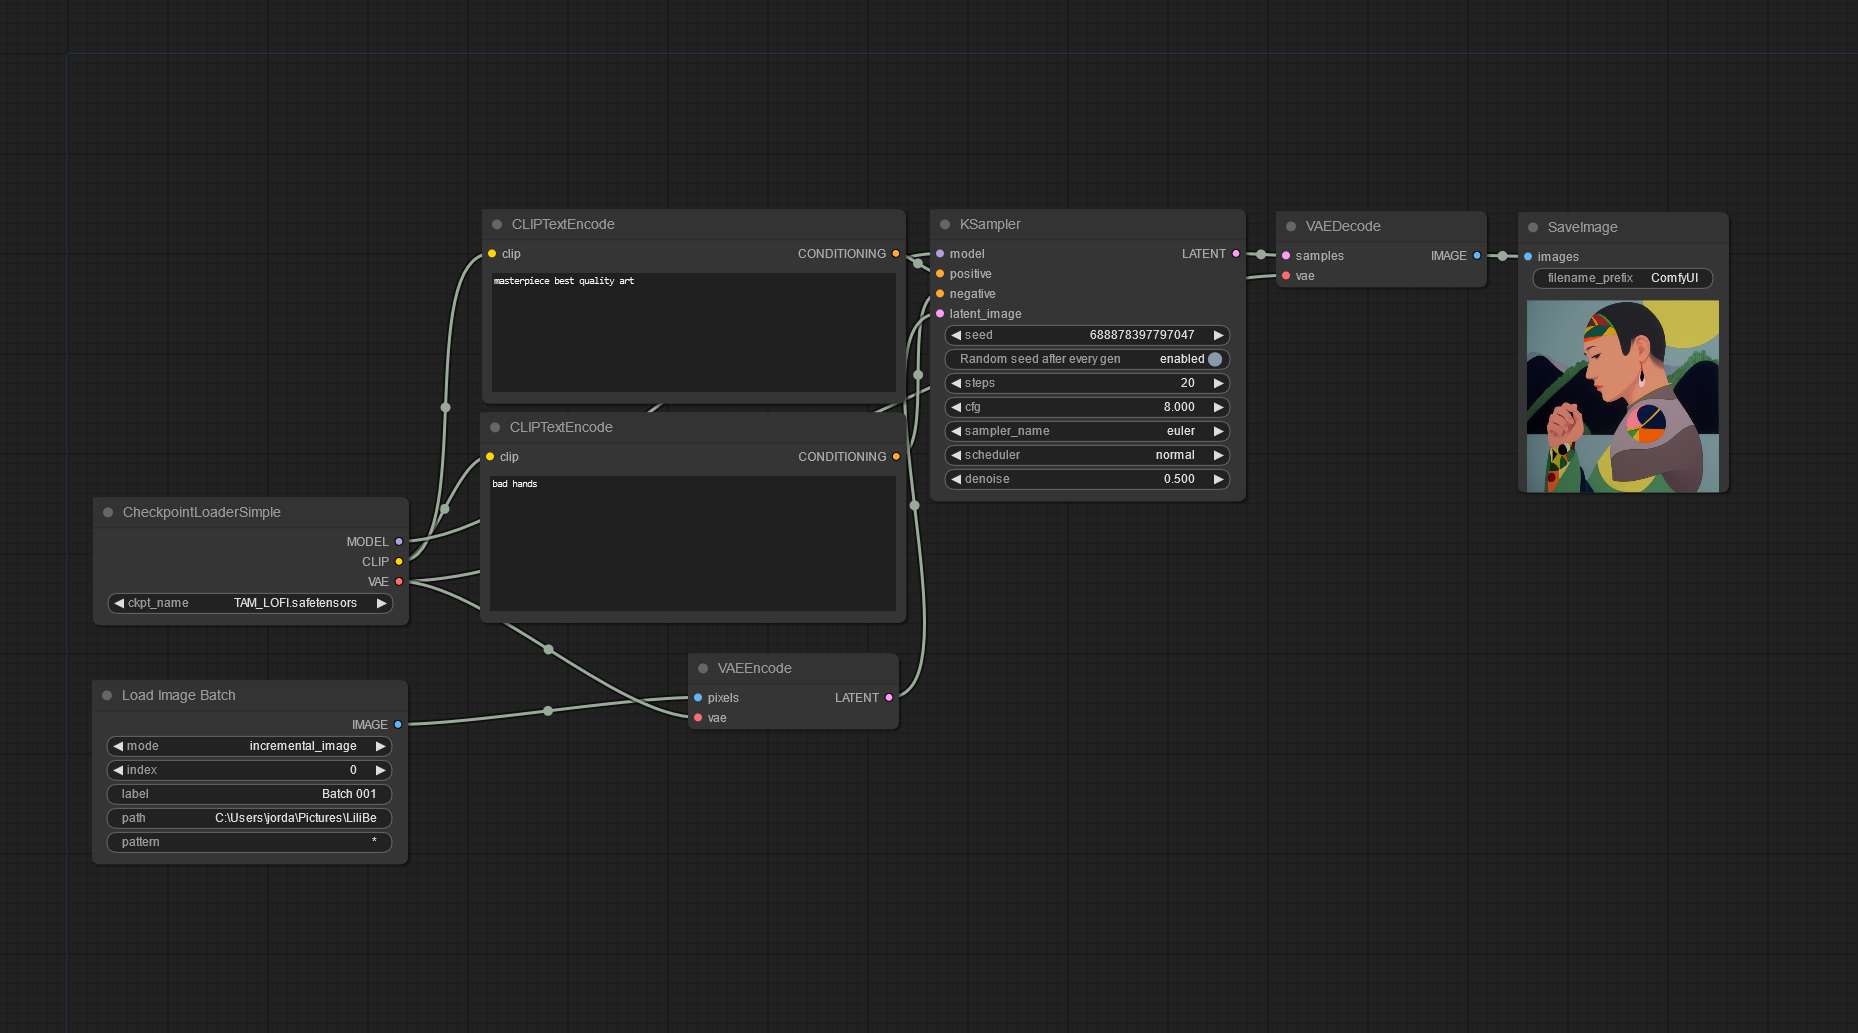 CLIPTextEncode
clip CONDITIONING
masterpiece best quality art
CLIPTextEncode
clip CONDITIONING
bad hands
CheckpointLoaderSimple
MODEL
CLIP
VAE
ckpt_name TAM_LOFI.safetensors
Load Image Batch
IMAGE
mode incremental_image
index 0
label Batch 001
path C:\Users\jorda\Pictures\LiliBe
pattern *
VAEEncode
pixels LATENT
vae
KSampler
model LATENT
positive
negative
latent_image
seed 688878397797047
Random seed after every gen enabled
steps 20
cfg 8.000
sampler_name euler
scheduler normal
denoise 0.500
VAEDecode
samples IMAGE
vae
SaveImage
images
filename_prefix ComfyUI